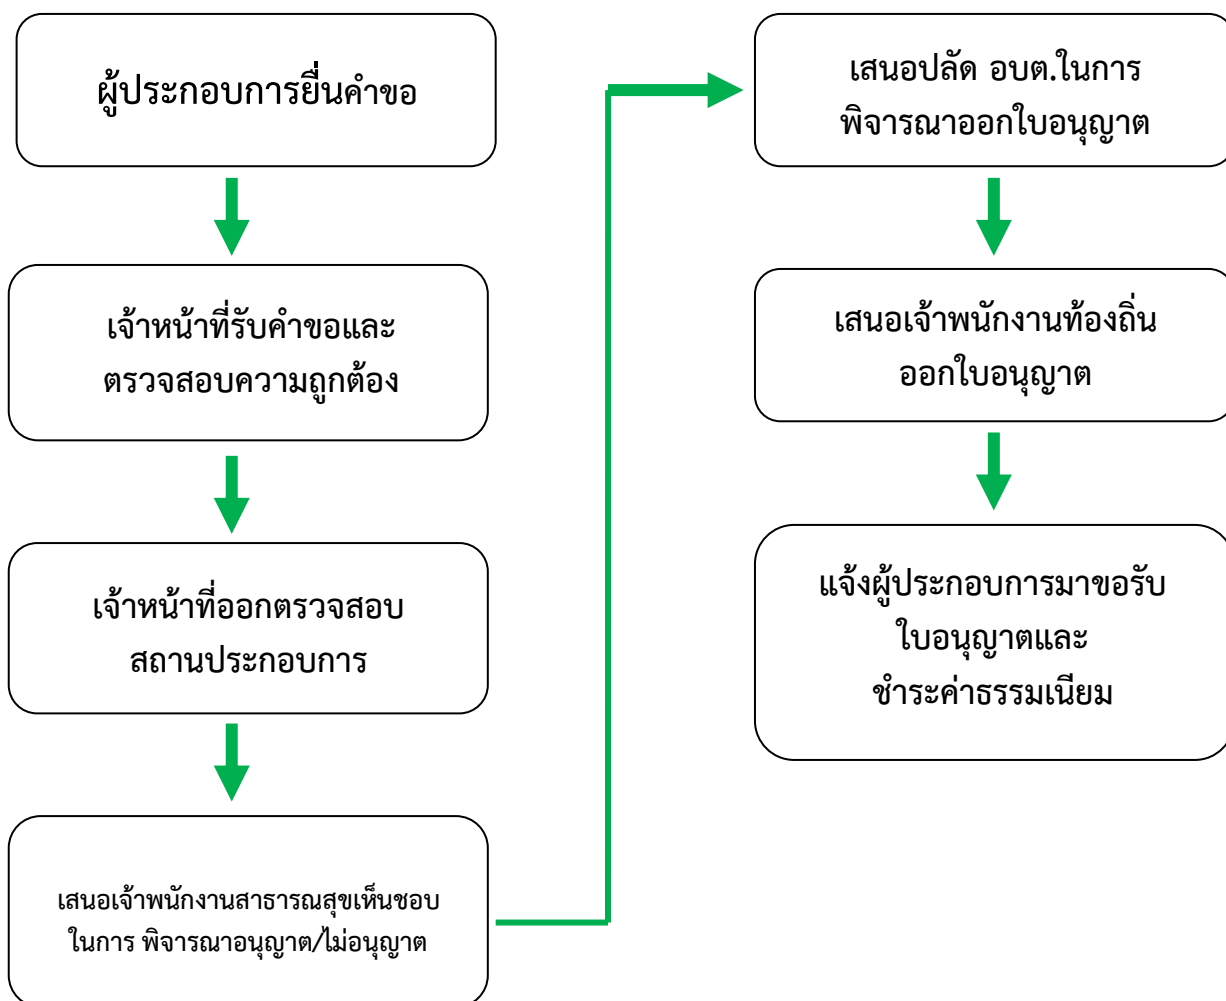 ผู้ประกอบการยื่นคำขอ
เจ้าหน้าที่รับคำขอและ
ตรวจสอบความถูกต้อง
เจ้าหน้าที่ออกตรวจสอบ
สถานประกอบการ
เสนอเจ้าพนักงานสาธารณสุขเห็นชอบ
ในการ พิจารณาอนุญาต/ไม่อนุญาต
เสนอปลัด อบต.ในการ
พิจารณาออกใบอนุญาต
เสนอเจ้าพนักงานท้องถิ่น
ออกใบอนุญาต
แจ้งผู้ประกอบการมาขอรับ
ใบอนุญาตและ
ชำระค่าธรรมเนียม